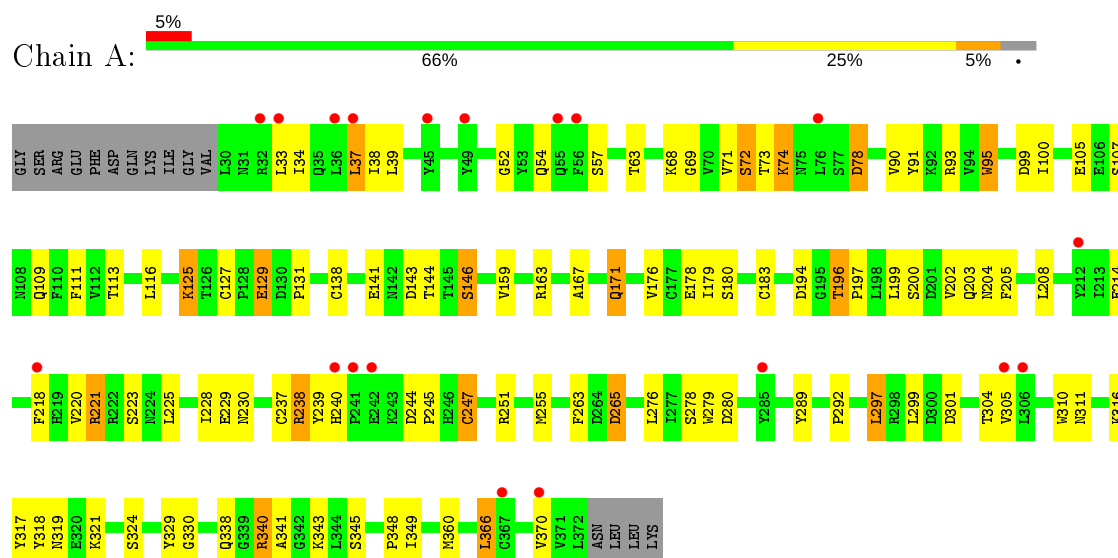 5%
Chain A:
66% 25% 5% •
GLY SER ARG GLU PHE ASP GLN LYS ILE GLY VAL L30 N31 R32 L33 I34 Q35 L36 L37 I38 L39 Y45 Y49 G52 Y53 Q54 Q55 F56 S57 T63 K68 G69 V70 V71 S72 T73 K74 N75 L76 S77 D78 V90 Y91 K92 R93 V94 W95 D99 I100 E105 E106 S107
N108 Q109 F110 F111 V112 T113 L116 K125 T126 C127 P128 E129 D130 P131 C138 E141 N142 D143 T144 T145 S146 V159 R163 A167 Q171 V176 C177 E178 I179 S180 C183 D194 G195 T196 P197 L198 L199 S200 D201 V202 Q203 N204 F205 L208 Y212 I213
F218 H219 V220 R221 R222 S223 N224 L225 I228 E229 N230 C237 R238 Y239 H240 P241 E242 K243 D244 P245 H246 C247 R251 M255 F263 D264 D265 L276 I277 S278 W279 D280 Y285 Y289 P292 L297 R298 L299 D300 D301 T304 V305 L306 W310 N311
Y317 Y318 N319 E320 K321 S324 Y329 G330 Q338 G339 R340 A341 G342 K343 L344 S345 P348 I349 M360 L366 C367 V370 V371 L372 ASN LEU LEU LYS